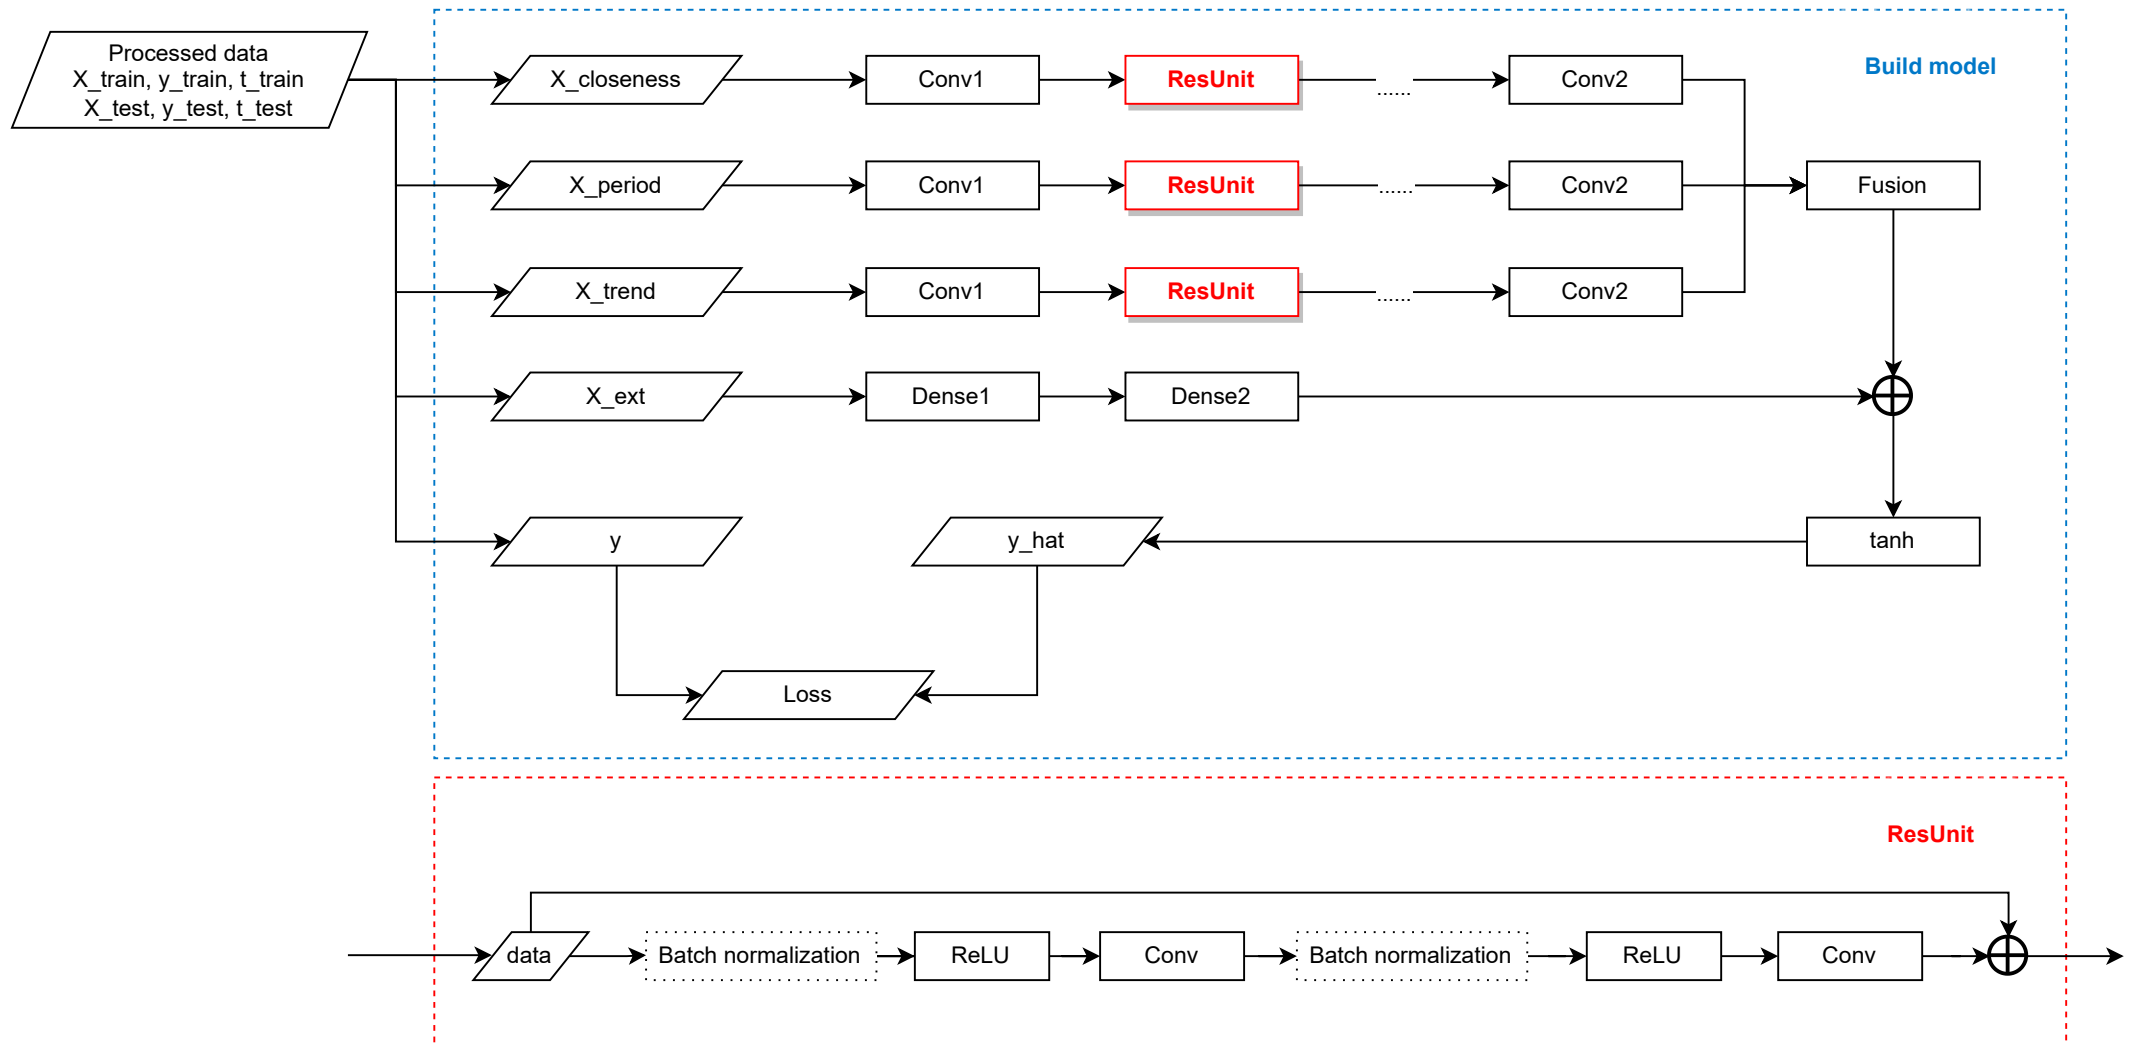 Processed data
X_train, y_train, t_train
X_test, y_test, t_test
Build model
X_closeness
Conv1
ResUnit
......
Conv2
X_period
Conv1
ResUnit
......
Conv2
Fusion
X_trend
Conv1
ResUnit
......
Conv2
X_ext
Dense1
Dense2
y
y_hat
tanh
Loss
ResUnit
data
Batch normalization
ReLU
Conv
Batch normalization
ReLU
Conv